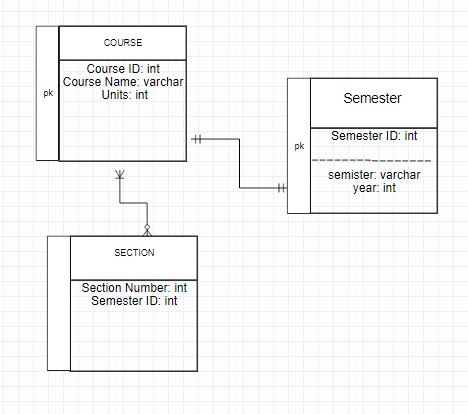 COURSE
pk
Course ID: int
Course Name: varchar
Units: int
Semester
pk
Semester ID: int
semister: varchar
year: int
SECTION
Section Number: int
Semester ID: int